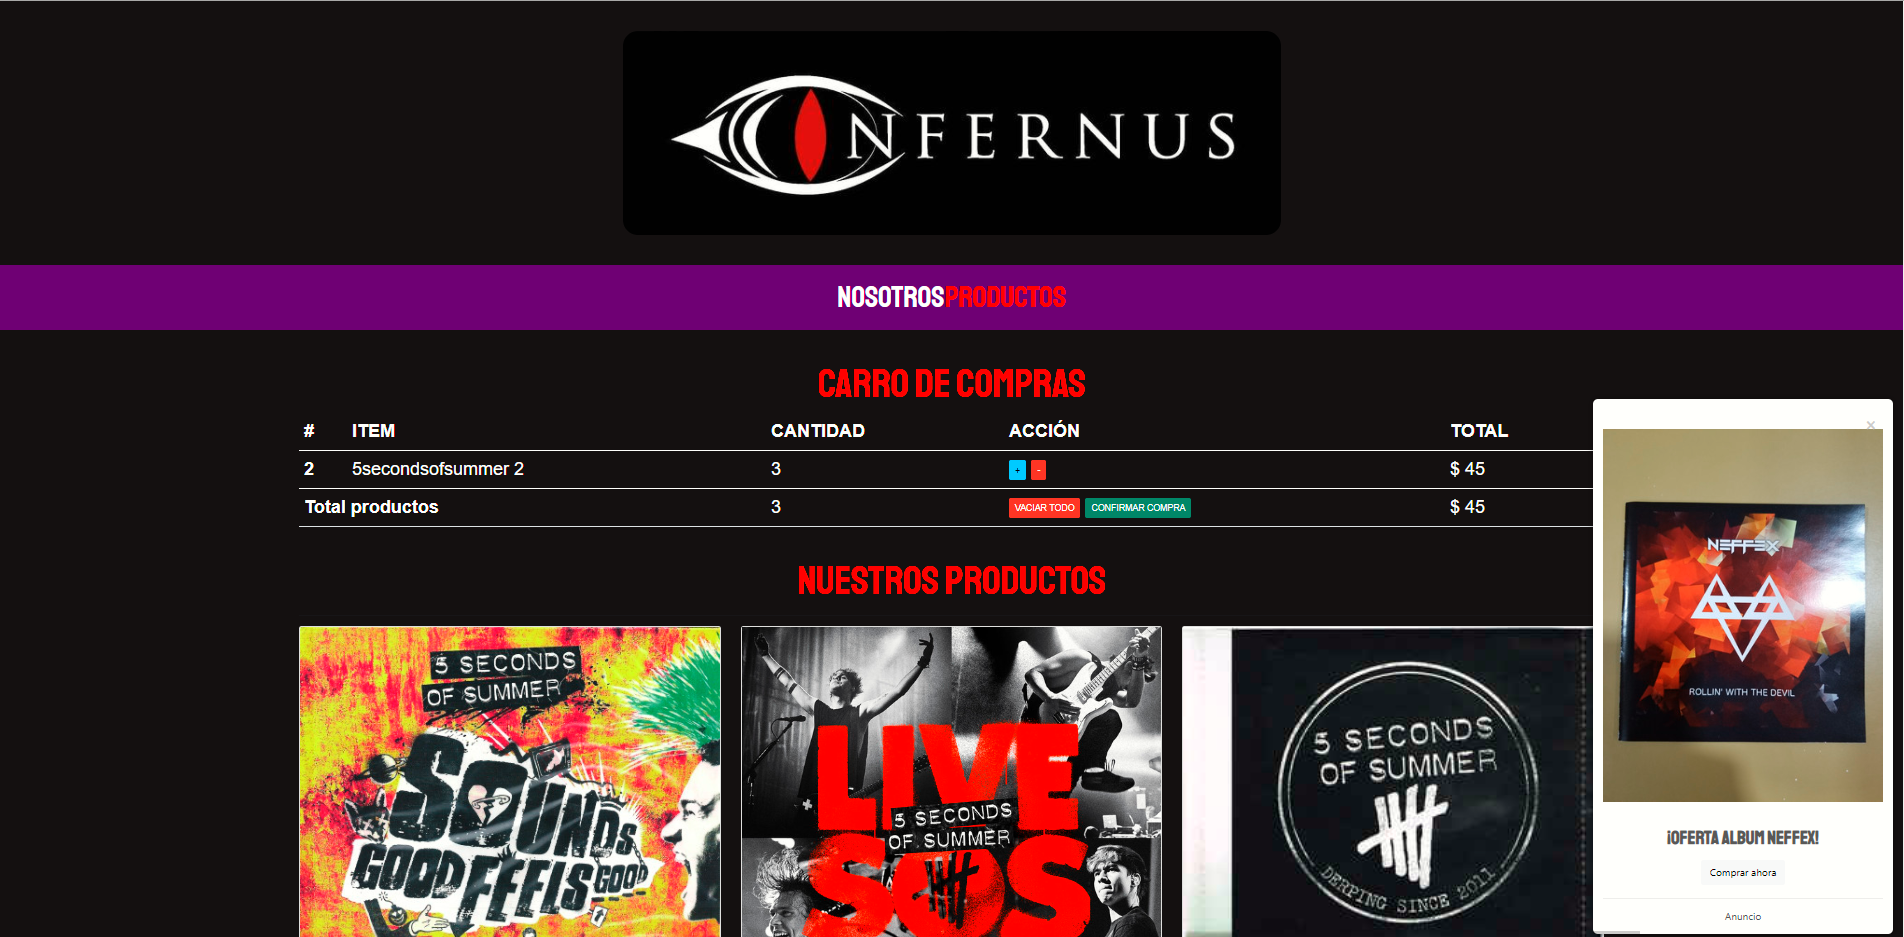 INFERNUS
NOSOTROS PRODUCTOS
CARRO DE COMPRAS
# ITEM CANTIDAD ACCIÓN TOTAL
2 5secondsofsummer 2 3 + - $ 45
Total productos 3 VACIAR TODO CONFIRMAR COMPRA $ 45
NUESTROS PRODUCTOS
5 SECONDS
OF SUMMER
SOUNDS
GOOD FEELS GOOD
LIVE
5 SECONDS
OF SUMMER
SOS
5 SECONDS
OF SUMMER
DERPING SINCE 2011
×
NEFFEX
ROLLIN' WITH THE DEVIL
¡OFERTA ALBUM NEFFEX!
Comprar ahora
Anuncio